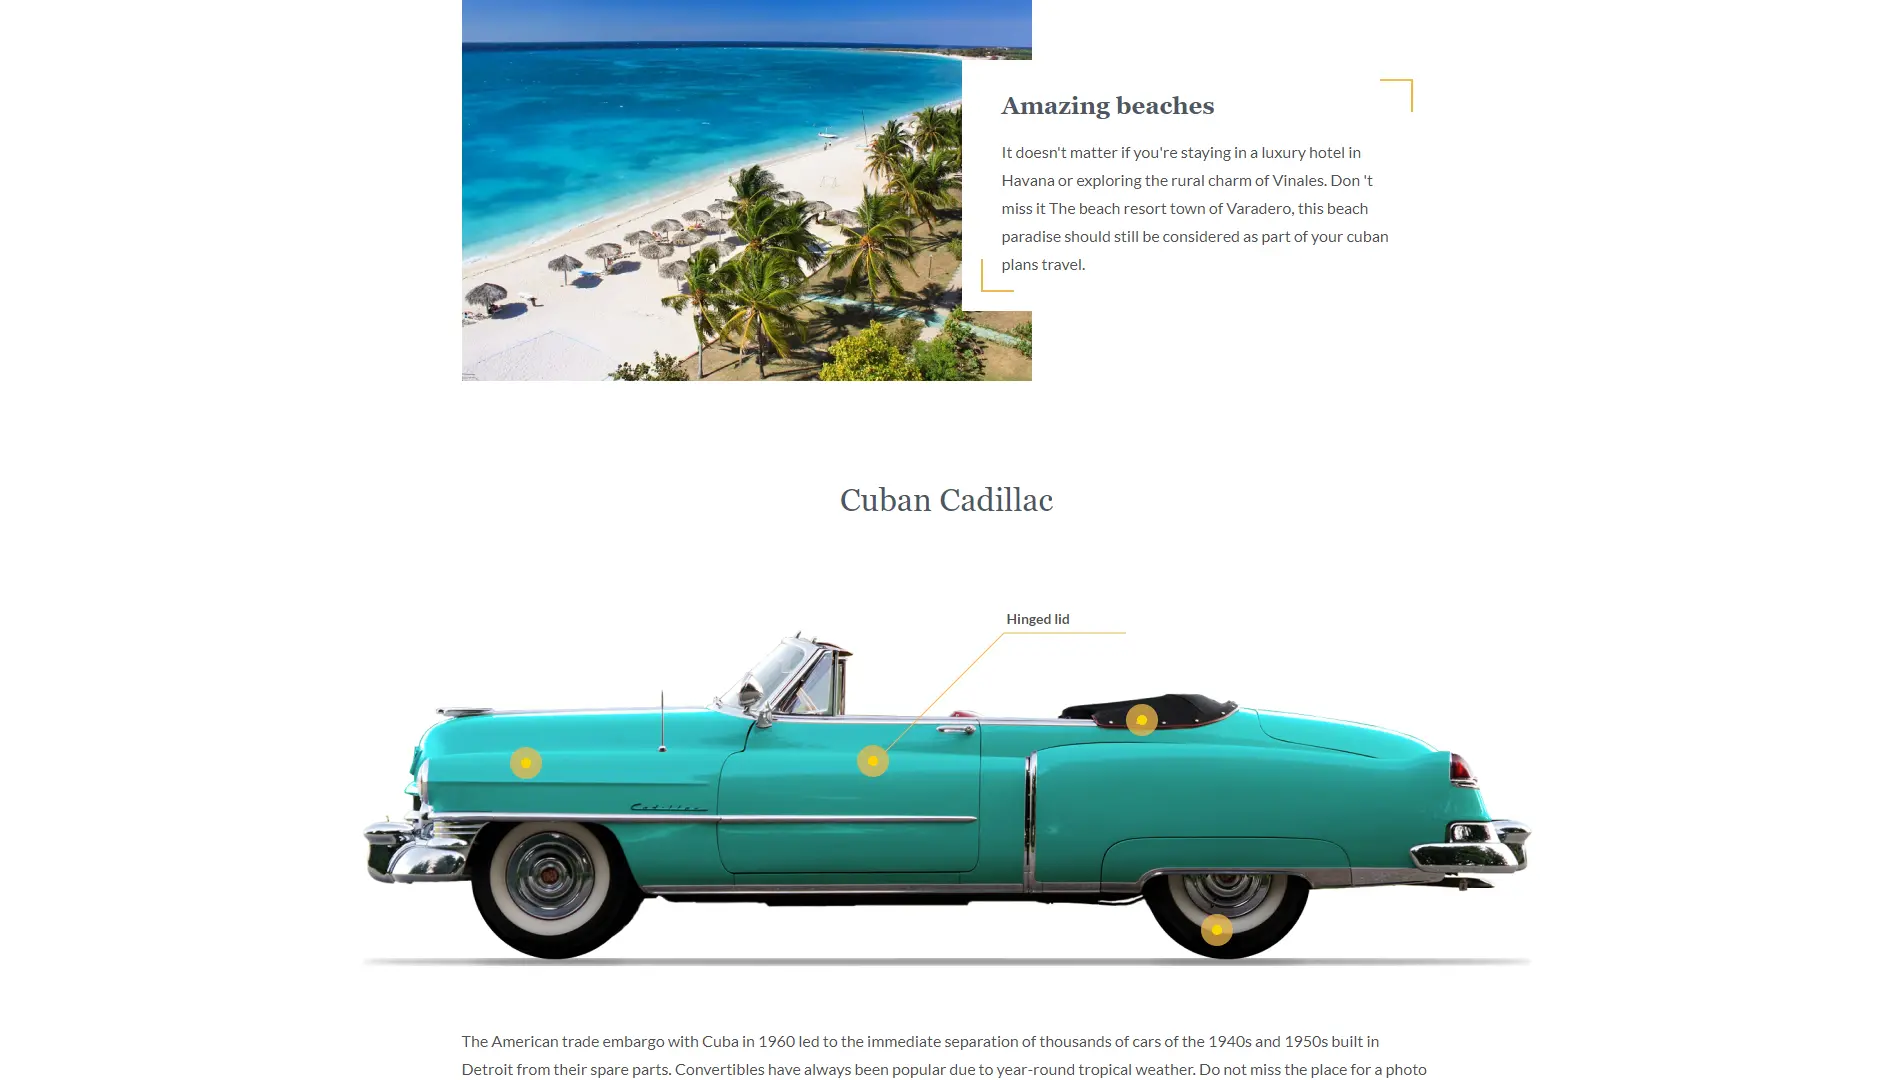 Amazing beaches
It doesn't matter if you're staying in a luxury hotel in
Havana or exploring the rural charm of Vinales. Don 't
miss it The beach resort town of Varadero, this beach
paradise should still be considered as part of your cuban
plans travel.
Cuban Cadillac
Hinged lid
Cadillac
The American trade embargo with Cuba in 1960 led to the immediate separation of thousands of cars of the 1940s and 1950s built in
Detroit from their spare parts. Convertibles have always been popular due to year-round tropical weather. Do not miss the place for a photo